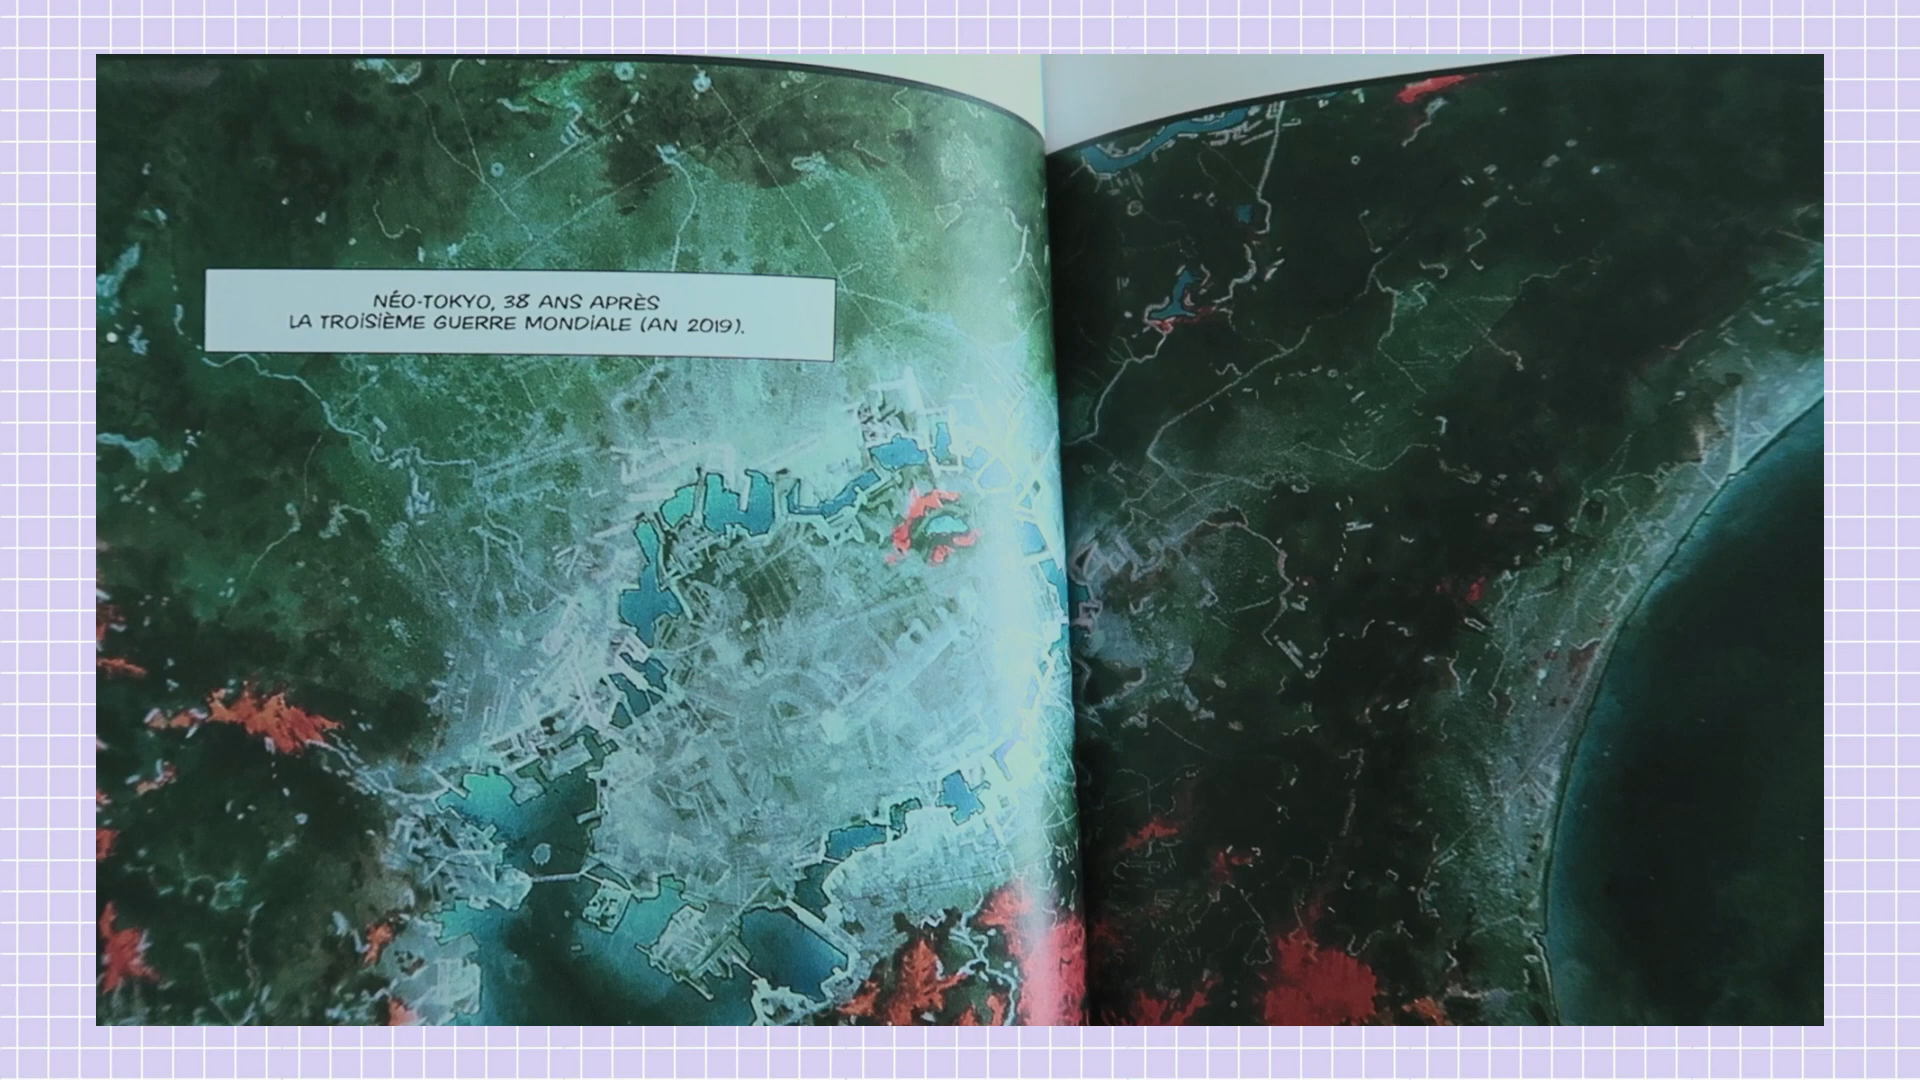 NÉO-TOKYO, 38 ANS APRÈS
LA TROISIÈME GUERRE MONDIALE (AN 2019).